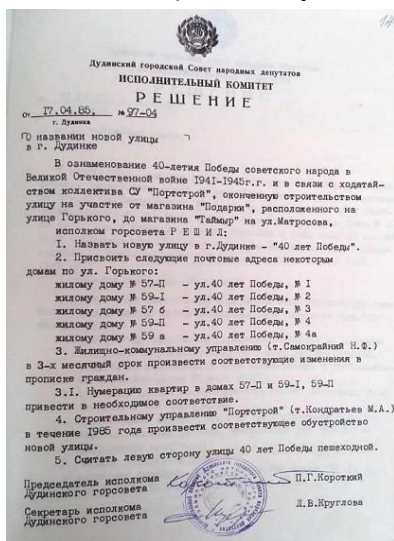 Дудинский городской Совет народных депутатов
ИСПОЛНИТЕЛЬНЫЙ КОМИТЕТ
РЕШЕНИЕ
от 17.04.85. № 97-04
г. Дудинка
О названии новой улицы
в г. Дудинке
В ознаменование 40-летия Победы советского народа в
Великой Отечественной войне 1941-1945г.г. и в связи с ходатай-
ством коллектива СУ "Портстрой", оконченную строительством
улицу на участке от магазина "Подарки", расположенного на
улице Горького, до магазина "Таймыр" на ул.Матросова,
исполком горсовета Р Е Ш И Л:
1. Назвать новую улицу в г.Дудинке - "40 лет Победы".
2. Присвоить следующие почтовые адреса некоторым
домам по ул. Горького:
жилому дому № 57-П - ул.40 лет Победы, № 1
жилому дому № 59-I - ул.40 лет Победы, № 2
жилому дому № 57 б - ул.40 лет Победы, № 3
жилому дому № 59-П - ул.40 лет Победы, № 4
жилому дому № 59 а - ул.40 лет Победы, № 4а
3. Жилищно-коммунальному управлению (т.Самокрайний Н.Ф.)
в 3-х месячный срок произвести соответствующие изменения в
прописке граждан.
3.1. Нумерацию квартир в домах 57-П и 59-I, 59-П
привести в необходимое соответствие.
4. Строительному управлению "Портстрой" (т.Кондратьев М.А.)
в течение 1985 года произвести соответствующее обустройство
новой улицы.
5. Считать левую сторону улицы 40 лет Победы пешеходной.
Председатель исполкома
Дудинского горсовета П.Г.Короткий
Секретарь исполкома
Дудинского горсовета Л.В.Круглова